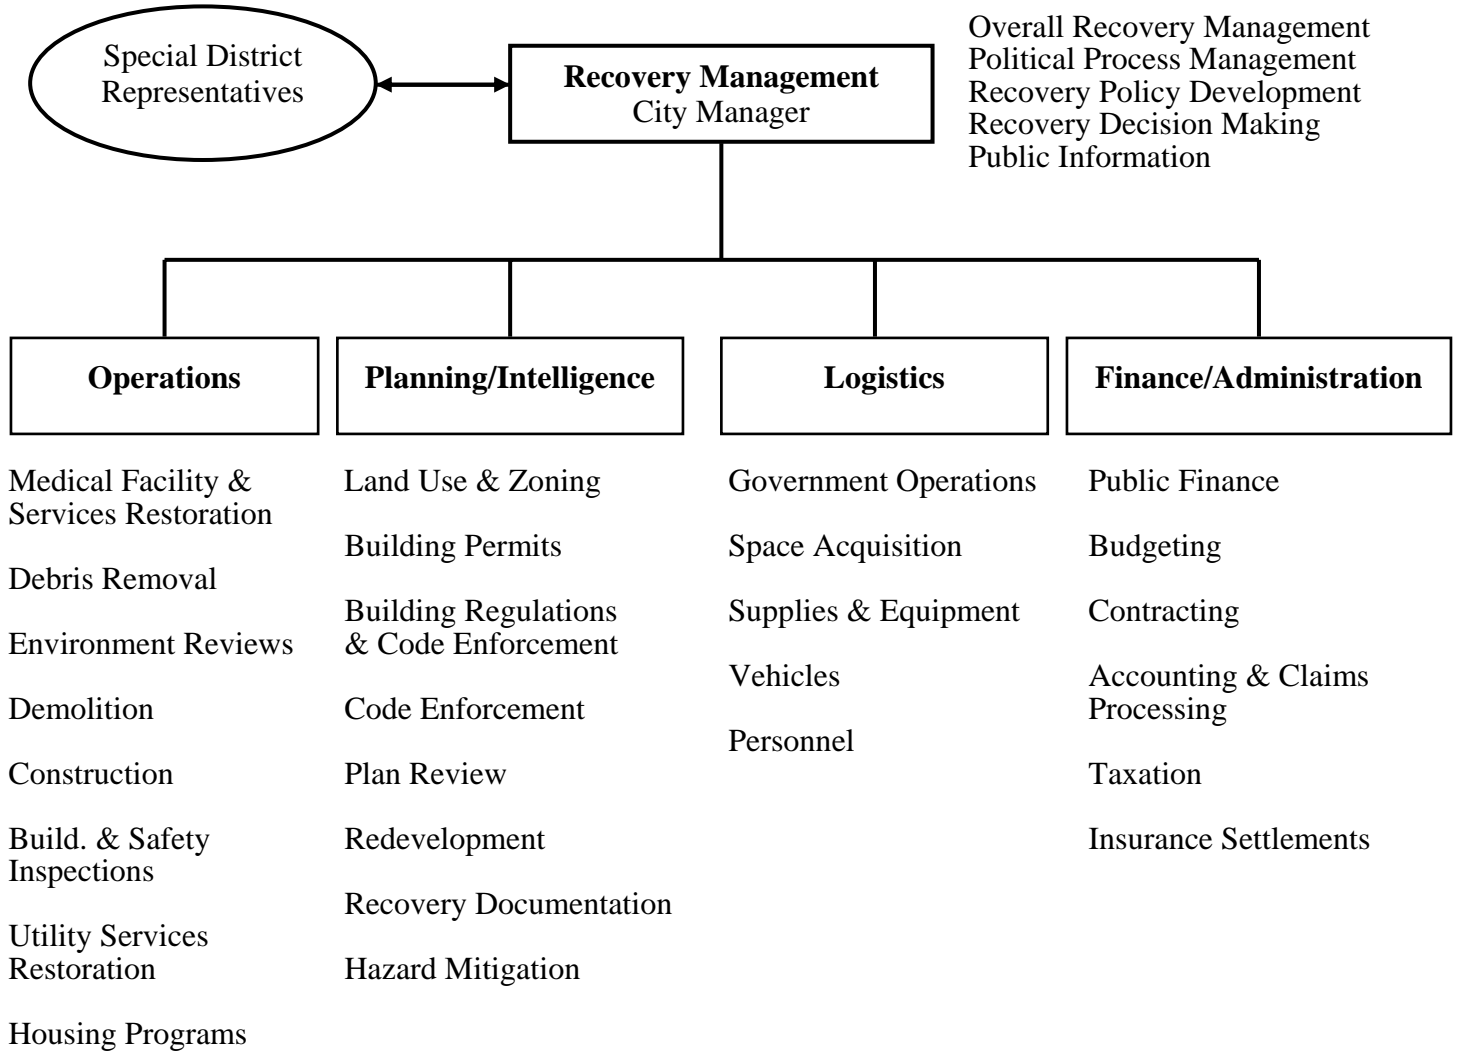 Special District
Representatives
Recovery Management
City Manager
Overall Recovery Management
Political Process Management
Recovery Policy Development
Recovery Decision Making
Public Information
Operations
Medical Facility &
Services Restoration
Debris Removal
Environment Reviews
Demolition
Construction
Build. & Safety
Inspections
Utility Services
Restoration
Housing Programs
Planning/Intelligence
Land Use & Zoning
Building Permits
Building Regulations
& Code Enforcement
Code Enforcement
Plan Review
Redevelopment
Recovery Documentation
Hazard Mitigation
Logistics
Government Operations
Space Acquisition
Supplies & Equipment
Vehicles
Personnel
Finance/Administration
Public Finance
Budgeting
Contracting
Accounting & Claims
Processing
Taxation
Insurance Settlements